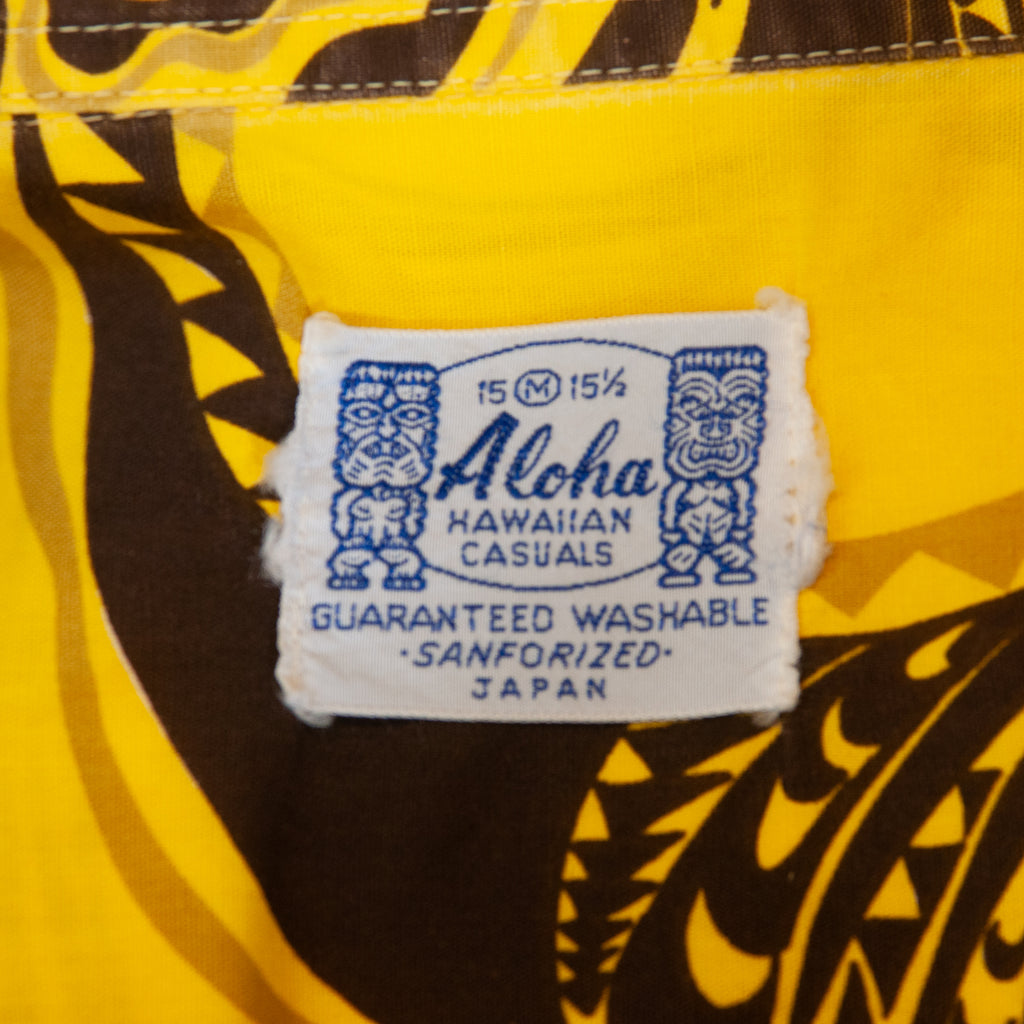 15 M 15½
Aloha
HAWAIIAN
CASUALS
GUARANTEED WASHABLE
·SANFORIZED·
JAPAN